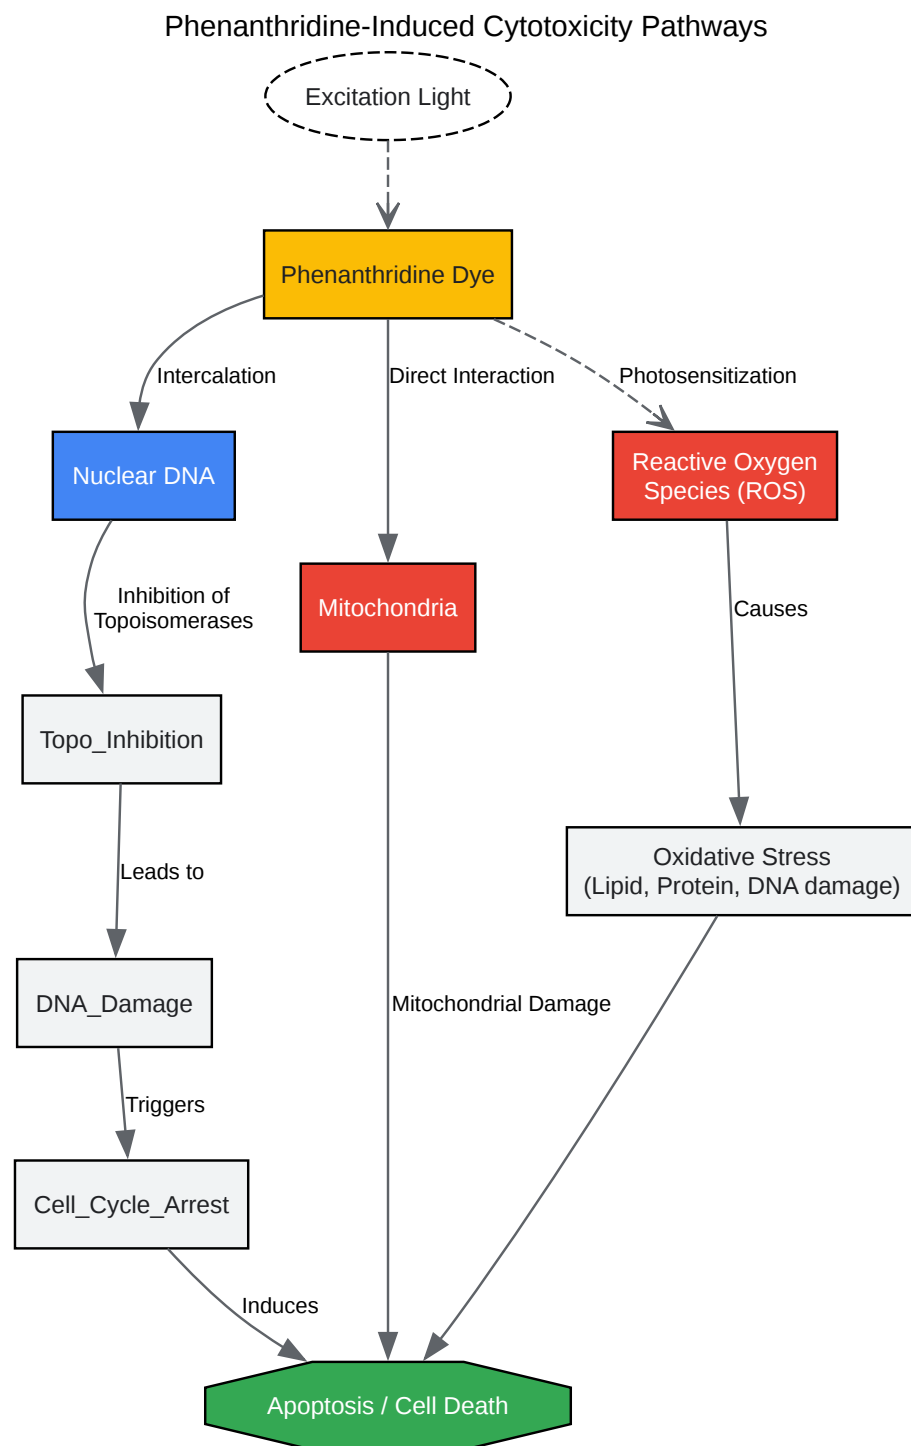 Phenanthridine-Induced Cytotoxicity Pathways
Excitation Light
Phenanthridine Dye
Intercalation
Direct Interaction
Photosensitization
Nuclear DNA
Reactive Oxygen
Species (ROS)
Inhibition of
Topoisomerases
Mitochondria
Causes
Topo_Inhibition
Leads to
Oxidative Stress
(Lipid, Protein, DNA damage)
DNA_Damage
Mitochondrial Damage
Triggers
Cell_Cycle_Arrest
Induces
Apoptosis / Cell Death